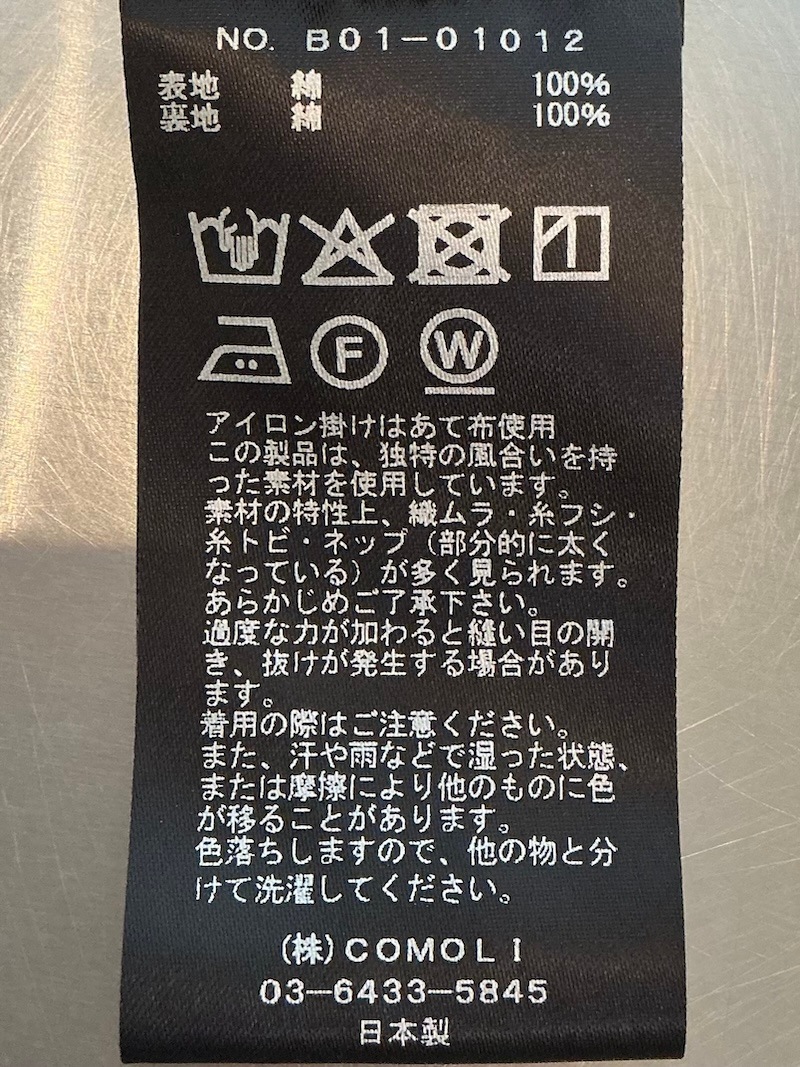 NO. B01-01012
表地 綿 100%
裏地 綿 100%
F W
アイロン掛けはあて布使用
この製品は、独特の風合いを持
った素材を使用しています。
素材の特性上、織ムラ・糸フシ・
糸トビ・ネップ（部分的に太く
なっている）が多く見られます。
あらかじめご了承下さい。
過度な力が加わると縫い目の開
き、抜けが発生する場合があり
ます。
着用の際はご注意ください。
また、汗や雨などで湿った状態、
または摩擦により他のものに色
が移ることがあります。
色落ちしますので、他の物と分
けて洗濯してください。
(株)COMOLI
03-6433-5845
日本製